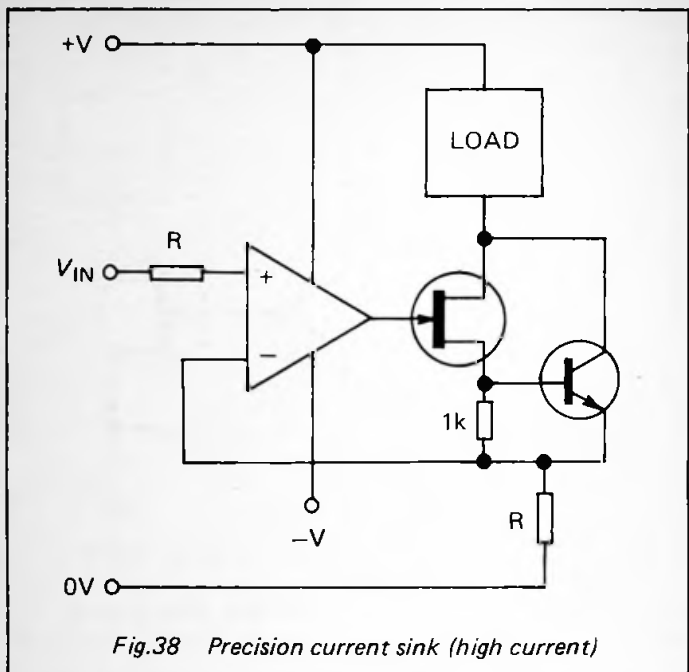 +V
LOAD
R
V_IN
+
−
1k
−V
R
0V
Fig.38 Precision current sink (high current)